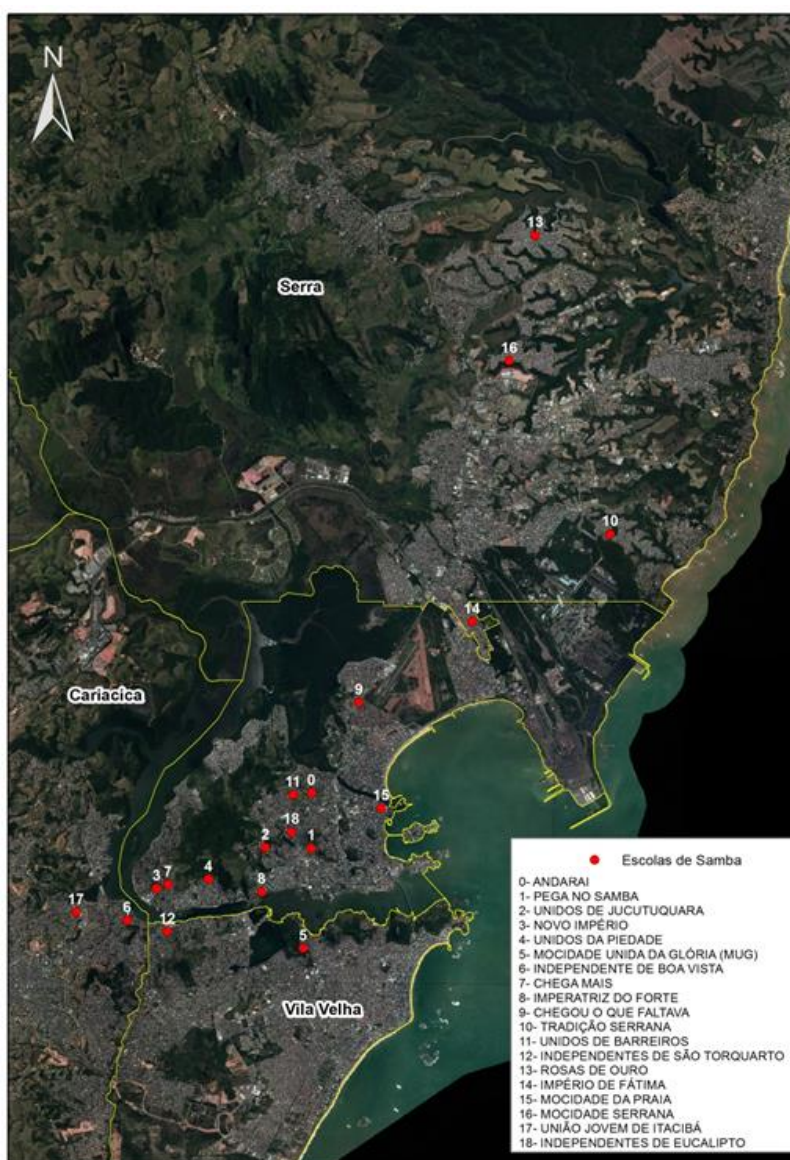 N
13
Serra
16
10
14
Cariacica
9
11 0
15
18
2 1
3 7 4
8
17
6
12
5
Vila Velha
Escolas de Samba
0- ANDARAI
1- PEGA NO SAMBA
2- UNIDOS DE JUCUTUQUARA
3- NOVO IMPÉRIO
4- UNIDOS DA PIEDADE
5- MOCIDADE UNIDA DA GLÓRIA (MUG)
6- INDEPENDENTE DE BOA VISTA
7- CHEGA MAIS
8- IMPERATRIZ DO FORTE
9- CHEGOU O QUE FALTAVA
10- TRADIÇÃO SERRANA
11- UNIDOS DE BARREIROS
12- INDEPENDENTES DE SÃO TORQUARTO
13- ROSAS DE OURO
14- IMPÉRIO DE FÁTIMA
15- MOCIDADE DA PRAIA
16- MOCIDADE SERRANA
17- UNIÃO JOVEM DE ITACIBÁ
18- INDEPENDENTES DE EUCALIPTO